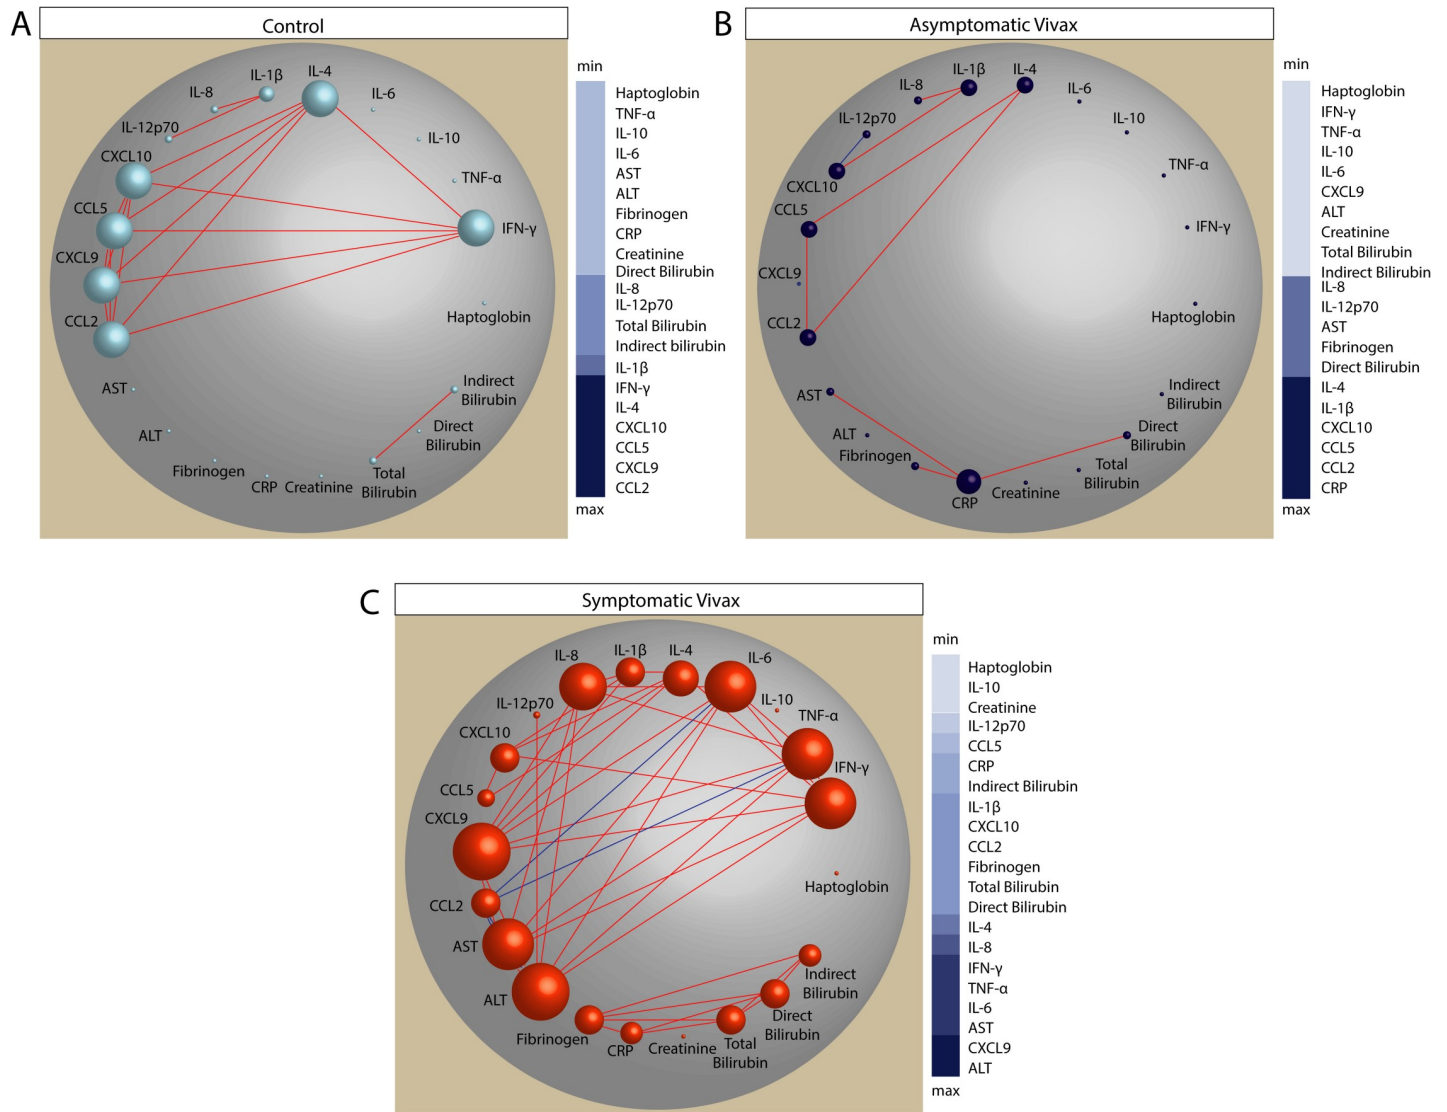 A
Control
IL-1β
IL-4
IL-8
IL-6
IL-12p70
IL-10
CXCL10
TNF-α
CCL5
IFN-γ
CXCL9
CCL2
Haptoglobin
AST
Indirect
Bilirubin
ALT
Direct
Bilirubin
Fibrinogen
CRP
Creatinine
Total
Bilirubin
min
Haptoglobin
TNF-α
IL-10
IL-6
AST
ALT
Fibrinogen
CRP
Creatinine
Direct Bilirubin
IL-8
IL-12p70
Total Bilirubin
Indirect bilirubin
IL-1β
IFN-γ
IL-4
CXCL10
CCL5
CXCL9
CCL2
max
B
Asymptomatic Vivax
IL-1β
IL-4
IL-8
IL-6
IL-12p70
IL-10
CXCL10
TNF-α
CCL5
IFN-γ
CXCL9
CCL2
Haptoglobin
AST
Indirect
Bilirubin
ALT
Direct
Bilirubin
Fibrinogen
CRP
Creatinine
Total
Bilirubin
min
Haptoglobin
IFN-γ
TNF-α
IL-10
IL-6
CXCL9
ALT
Creatinine
Total Bilirubin
Indirect Bilirubin
IL-8
IL-12p70
AST
Fibrinogen
Direct Bilirubin
IL-4
IL-1β
CXCL10
CCL5
CCL2
CRP
max
C
Symptomatic Vivax
IL-8
IL-1β
IL-4
IL-6
IL-12p70
IL-10
TNF-α
CXCL10
IFN-γ
CCL5
CXCL9
Haptoglobin
CCL2
AST
Indirect
Bilirubin
ALT
Direct
Bilirubin
Fibrinogen
CRP
Creatinine
Total
Bilirubin
min
Haptoglobin
IL-10
Creatinine
IL-12p70
CCL5
CRP
Indirect Bilirubin
IL-1β
CXCL10
CCL2
Fibrinogen
Total Bilirubin
Direct Bilirubin
IL-4
IL-8
IFN-γ
TNF-α
IL-6
AST
CXCL9
ALT
max